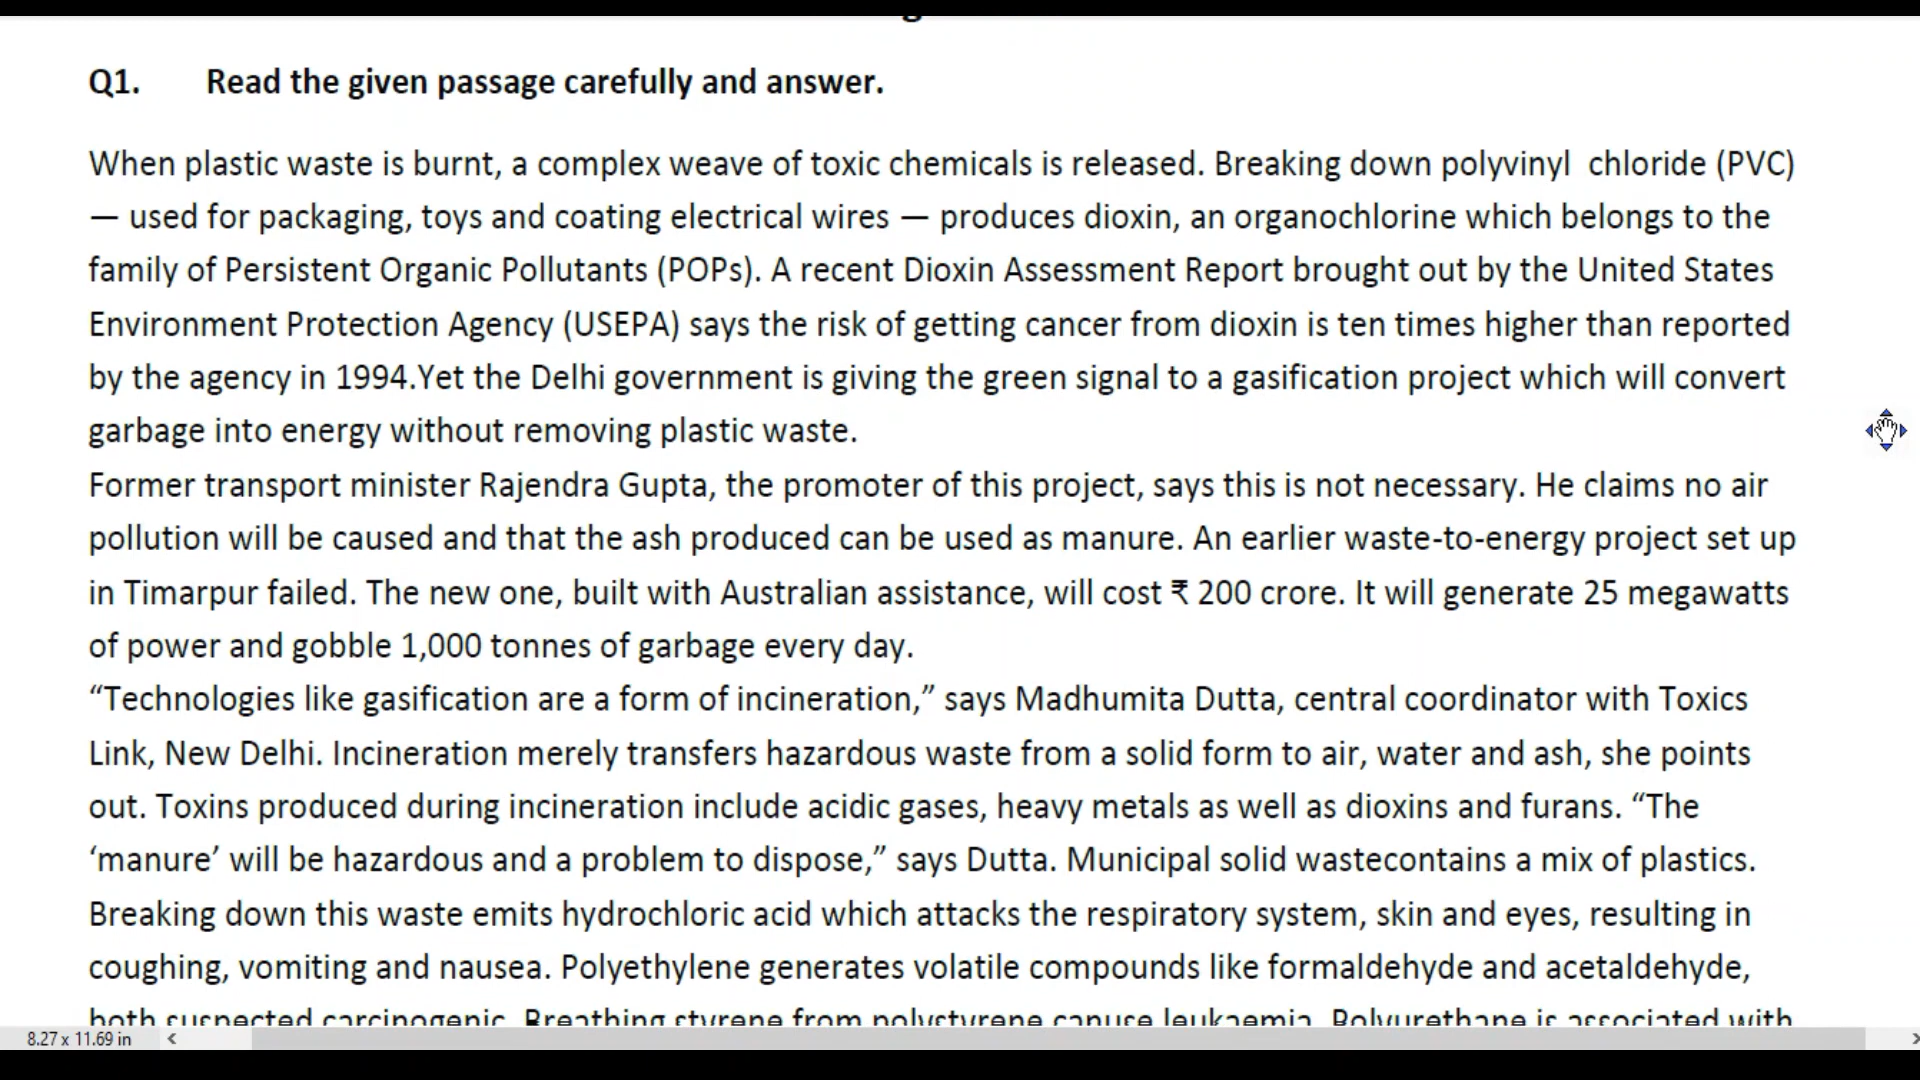 Q1. Read the given passage carefully and answer.
When plastic waste is burnt, a complex weave of toxic chemicals is released. Breaking down polyvinyl chloride (PVC)
— used for packaging, toys and coating electrical wires — produces dioxin, an organochlorine which belongs to the
family of Persistent Organic Pollutants (POPs). A recent Dioxin Assessment Report brought out by the United States
Environment Protection Agency (USEPA) says the risk of getting cancer from dioxin is ten times higher than reported
by the agency in 1994.Yet the Delhi government is giving the green signal to a gasification project which will convert
garbage into energy without removing plastic waste.
Former transport minister Rajendra Gupta, the promoter of this project, says this is not necessary. He claims no air
pollution will be caused and that the ash produced can be used as manure. An earlier waste-to-energy project set up
in Timarpur failed. The new one, built with Australian assistance, will cost ₹ 200 crore. It will generate 25 megawatts
of power and gobble 1,000 tonnes of garbage every day.
“Technologies like gasification are a form of incineration,” says Madhumita Dutta, central coordinator with Toxics
Link, New Delhi. Incineration merely transfers hazardous waste from a solid form to air, water and ash, she points
out. Toxins produced during incineration include acidic gases, heavy metals as well as dioxins and furans. “The
‘manure’ will be hazardous and a problem to dispose,” says Dutta. Municipal solid wastecontains a mix of plastics.
Breaking down this waste emits hydrochloric acid which attacks the respiratory system, skin and eyes, resulting in
coughing, vomiting and nausea. Polyethylene generates volatile compounds like formaldehyde and acetaldehyde,
both suspected carcinogenic. Breathing styrene from polystyrene canuse leukaemia. Polyurethane is associated with
8.27 x 11.69 in